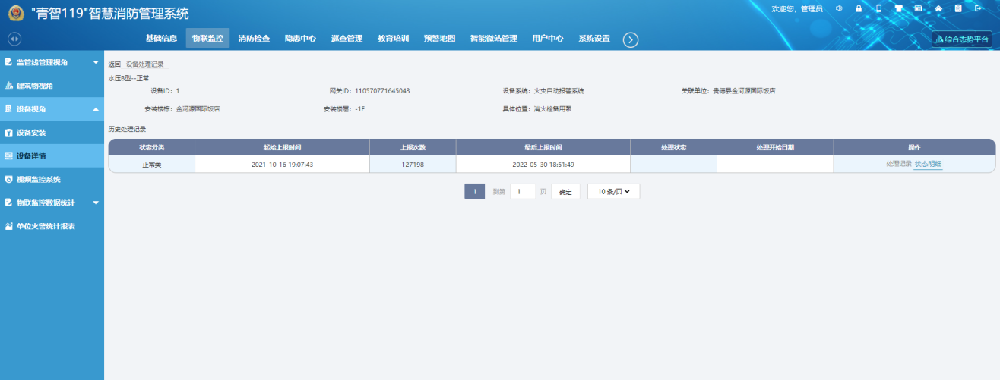 "青智119"智慧消防管理系统
欢迎您，管理员
基础信息 物联监控 消防检查 隐患中心 巡查管理 教育培训 预警地图 智能微站管理 用户中心 系统设置
综合态势平台
监管线管理视角
建筑物视角
设备视角
设备安装
设备详情
视频监控系统
物联监控数据统计
单位火警统计报表
返回 设备处理记录
水压B型--正常
设备ID：1 网关ID：110570771645043 设备系统：火灾自动报警系统 关联单位：贵德县金河源国际饭店
安装楼栋：金河源国际饭店 安装楼层：-1F 具体位置：消火栓备用泵
历史处理记录
状态分类 起始上报时间 上报次数 最后上报时间 处理状态 处理开始日期 操作
正常类 2021-10-16 19:07:43 127198 2022-05-30 18:51:49 -- -- 处理记录 状态明细
1 到第 1 页 确定 10 条/页